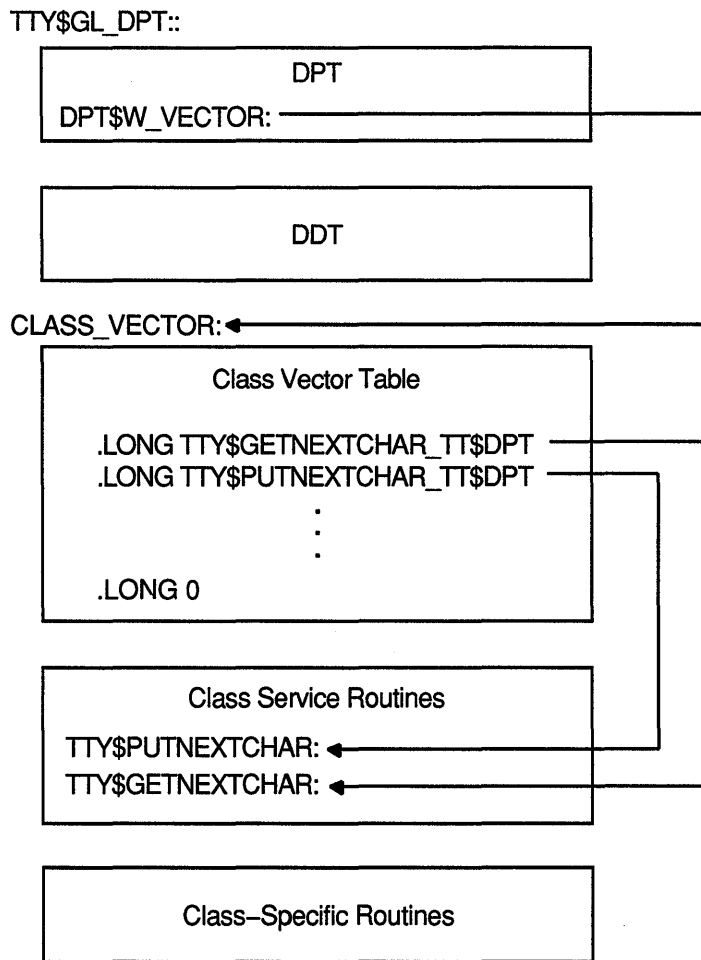 TTY$GL_DPT::
DPT
DPT$W_VECTOR:
DDT
CLASS_VECTOR:
Class Vector Table
.LONG TTY$GETNEXTCHAR_TT$DPT
.LONG TTY$PUTNEXTCHAR_TT$DPT
.
.
.
.LONG 0
Class Service Routines
TTY$PUTNEXTCHAR:
TTY$GETNEXTCHAR:
Class–Specific Routines